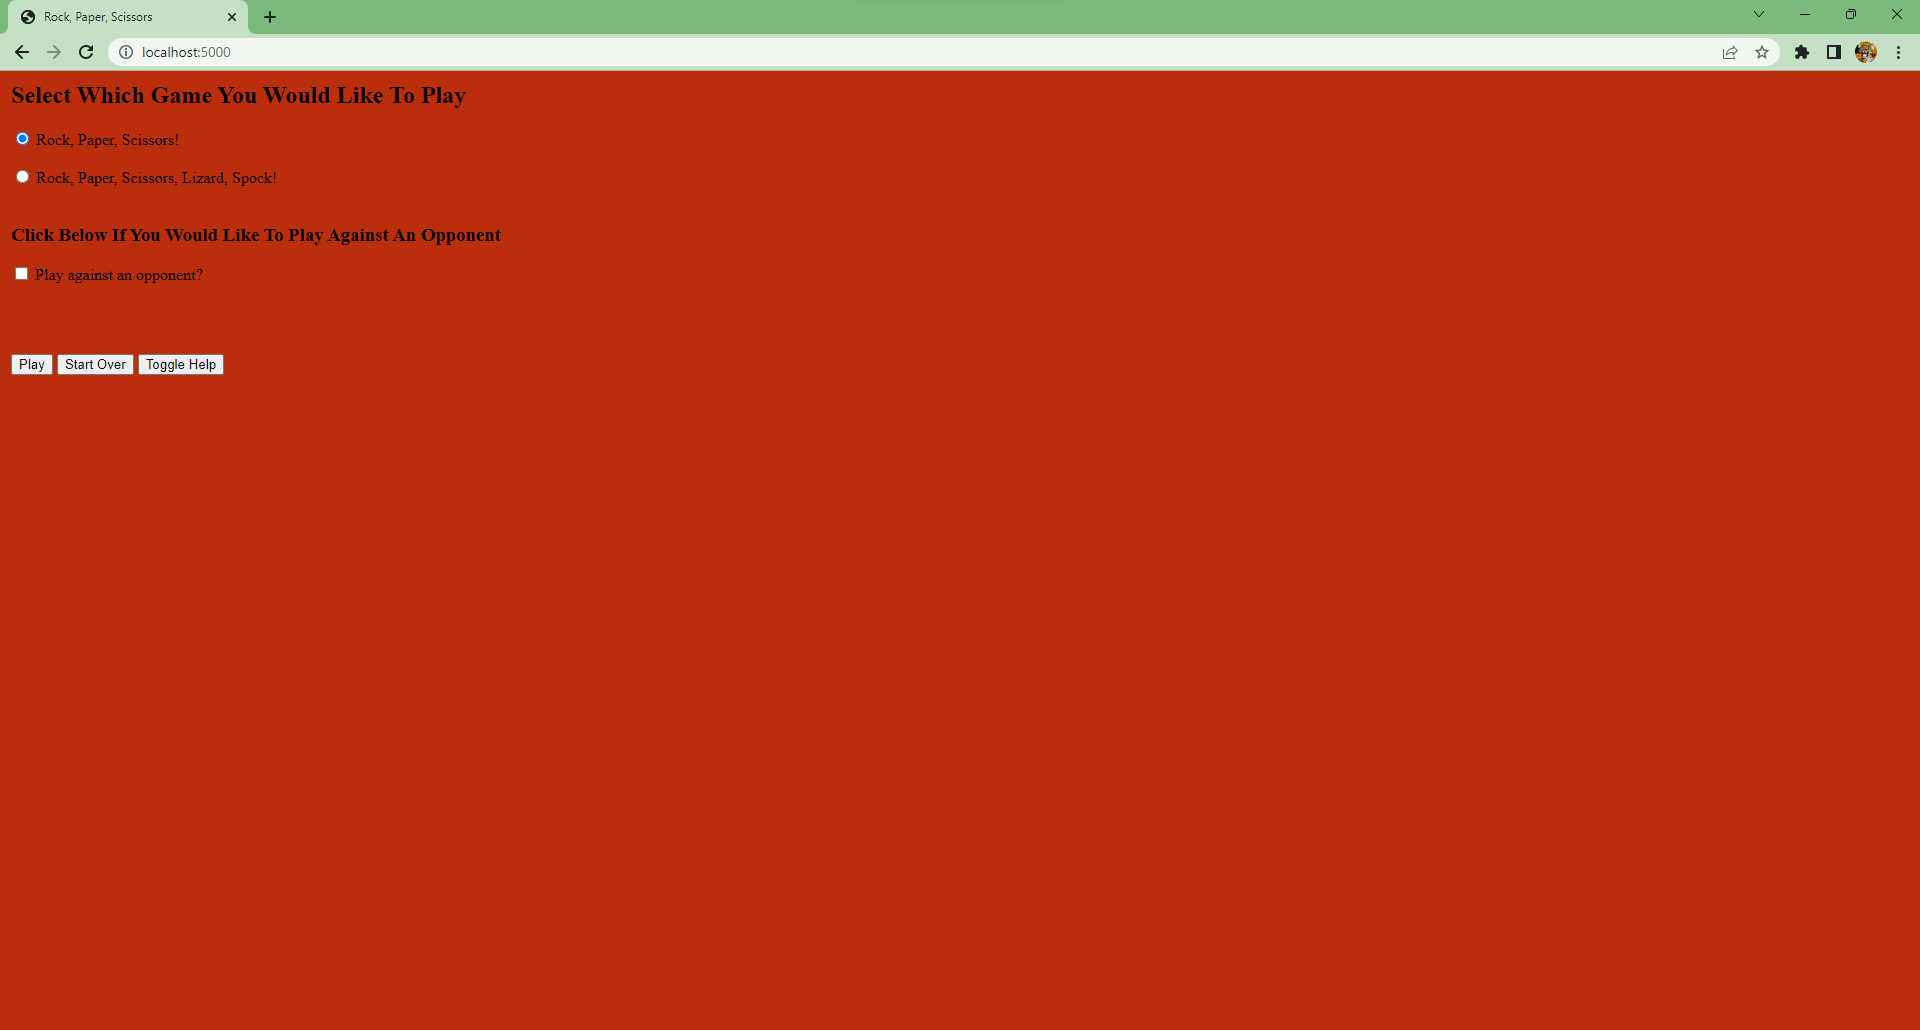 Rock, Paper, Scissors
localhost:5000
Select Which Game You Would Like To Play
Rock, Paper, Scissors!
Rock, Paper, Scissors, Lizard, Spock!
Click Below If You Would Like To Play Against An Opponent
Play against an opponent?
Play Start Over Toggle Help